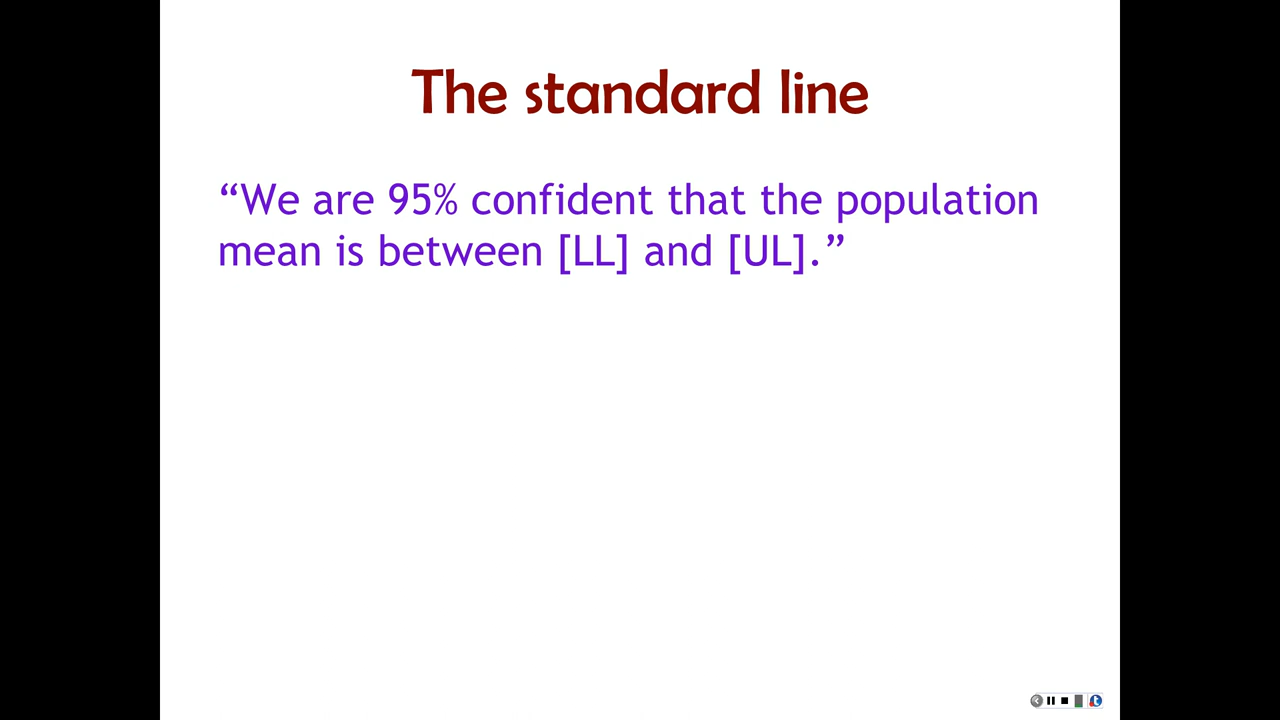 The standard line
“We are 95% confident that the population
mean is between [LL] and [UL].”